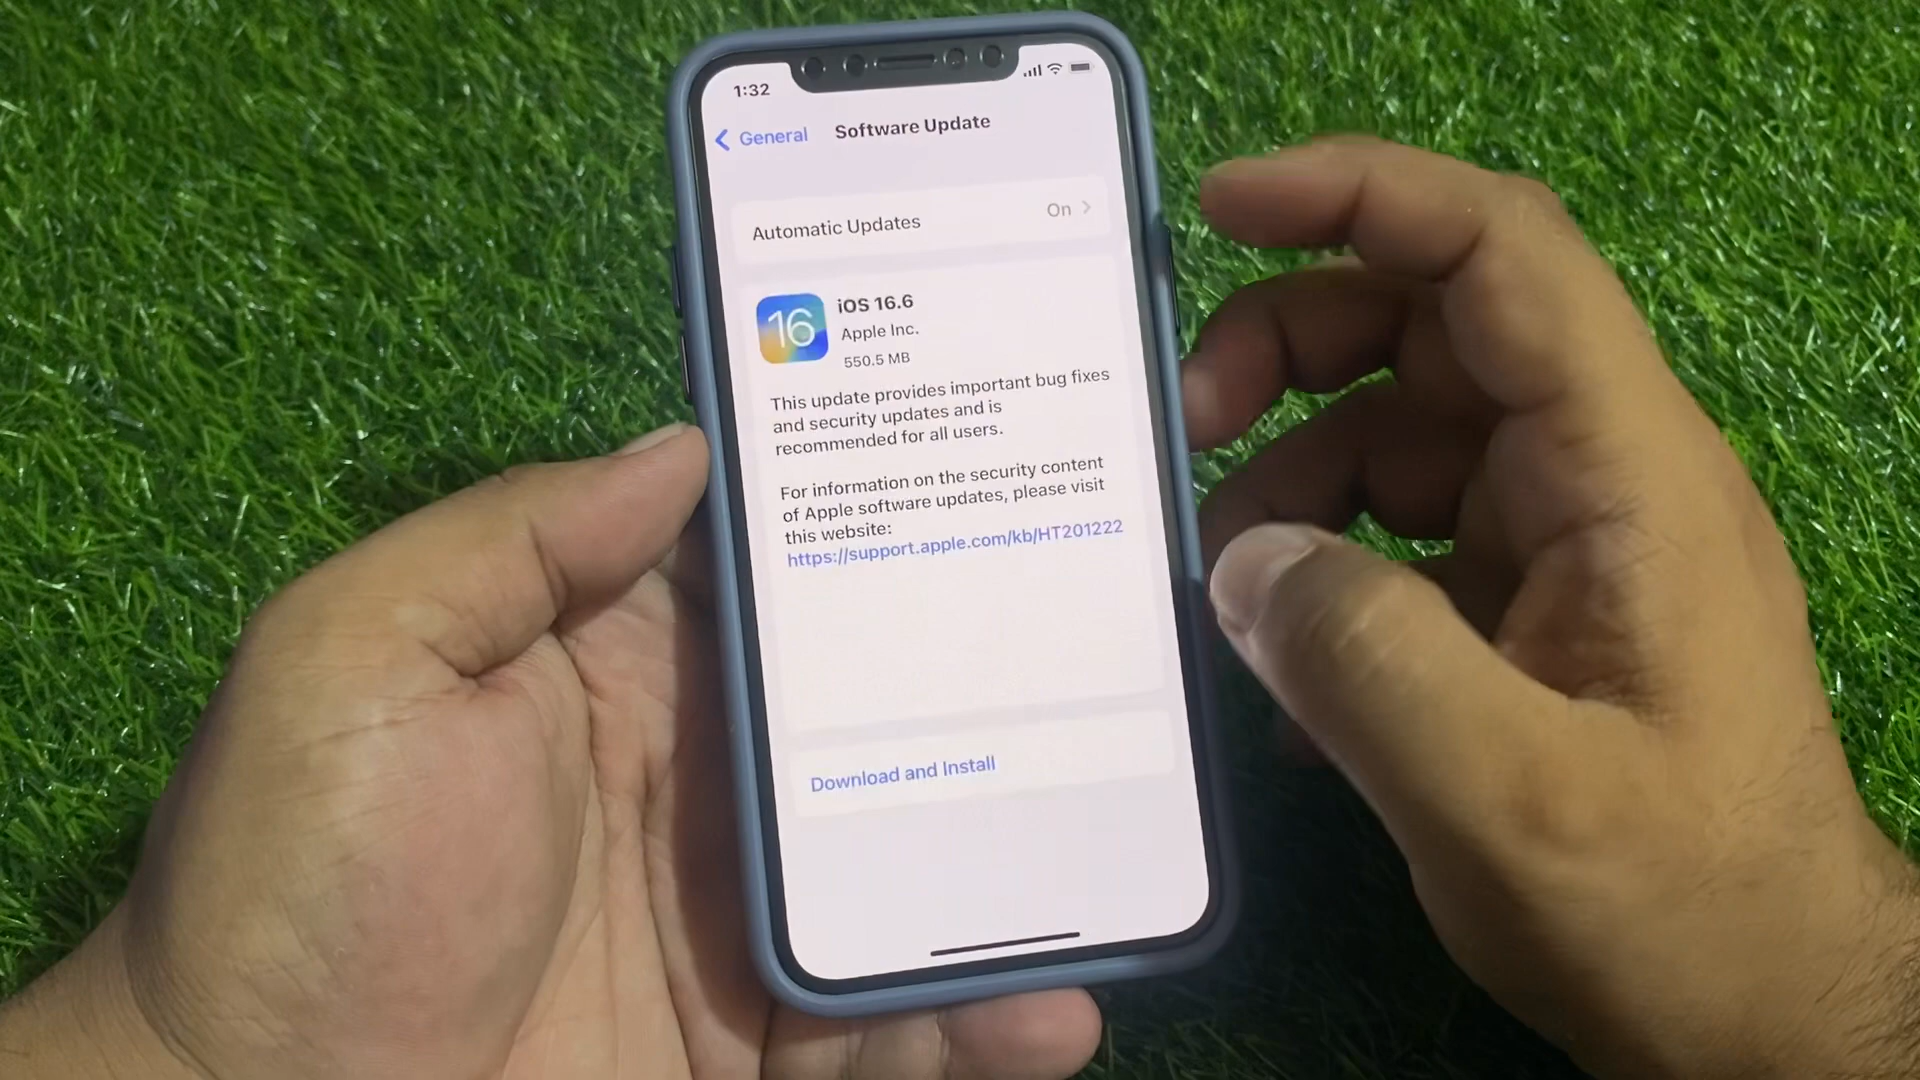 1:32
General
Software Update
Automatic Updates
On
16
iOS 16.6
Apple Inc.
550.5 MB
This update provides important bug fixes
and security updates and is
recommended for all users.
For information on the security content
of Apple software updates, please visit
this website:
https://support.apple.com/kb/HT201222
Download and Install